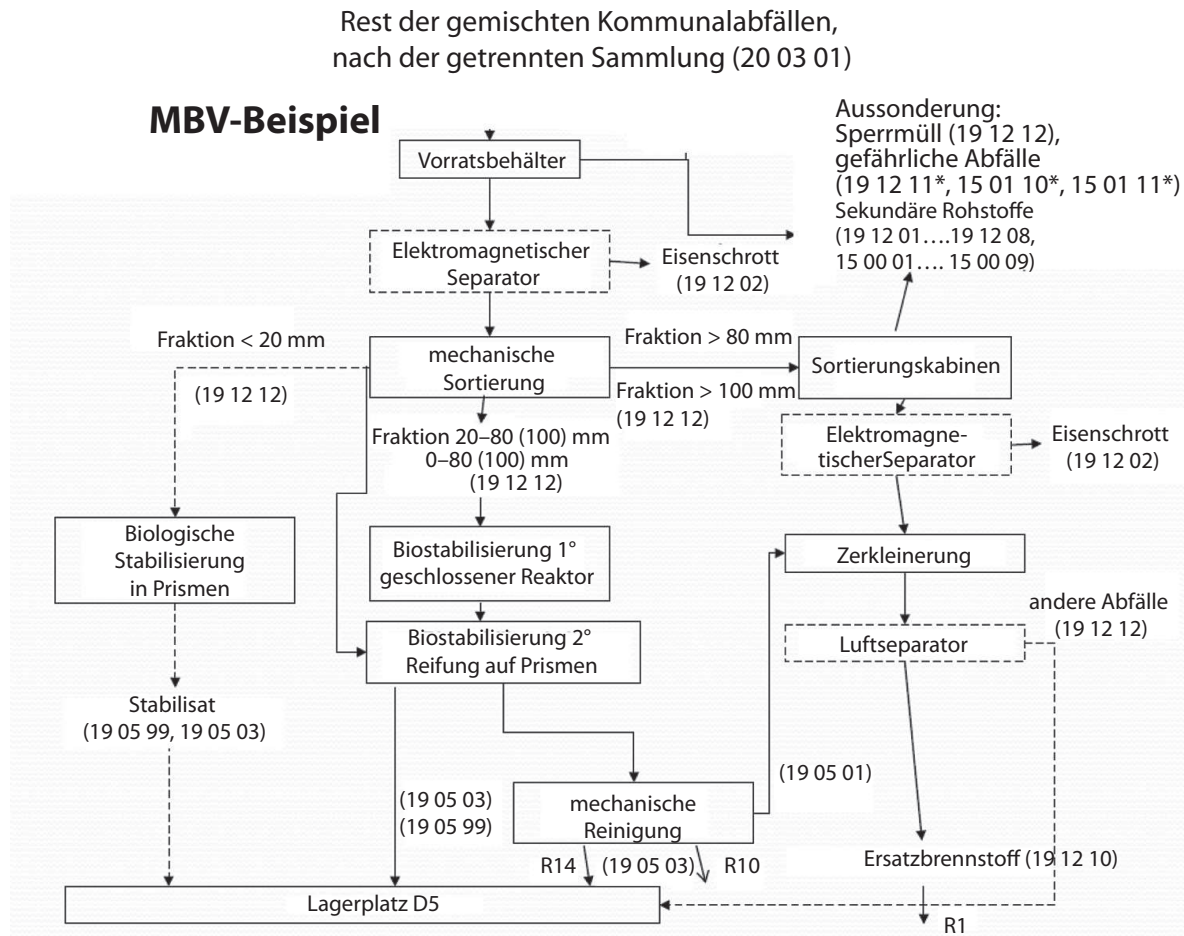 Rest der gemischten Kommunalabfällen,
nach der getrennten Sammlung (20 03 01)
MBV-Beispiel
Vorratsbehälter
Aussonderung:
Sperrmüll (19 12 12),
gefährliche Abfälle
(19 12 11*, 15 01 10*, 15 01 11*)
Sekundäre Rohstoffe
(19 12 01....19 12 08,
15 00 01.... 15 00 09)
Elektromagnetischer
Separator
Eisenschrott
(19 12 02)
Fraktion < 20 mm
(19 12 12)
mechanische
Sortierung
Fraktion > 80 mm
Fraktion > 100 mm
(19 12 12)
Sortierungskabinen
Fraktion 20–80 (100) mm
0–80 (100) mm
(19 12 12)
Elektromagne-
tischerSeparator
Eisenschrott
(19 12 02)
Biologische
Stabilisierung
in Prismen
Biostabilisierung 1°
geschlossener Reaktor
Zerkleinerung
Biostabilisierung 2°
Reifung auf Prismen
andere Abfälle
(19 12 12)
Luftseparator
Stabilisat
(19 05 99, 19 05 03)
(19 05 03)
(19 05 99)
mechanische
Reinigung
(19 05 01)
R14
(19 05 03)
R10
Ersatzbrennstoff (19 12 10)
Lagerplatz D5
R1